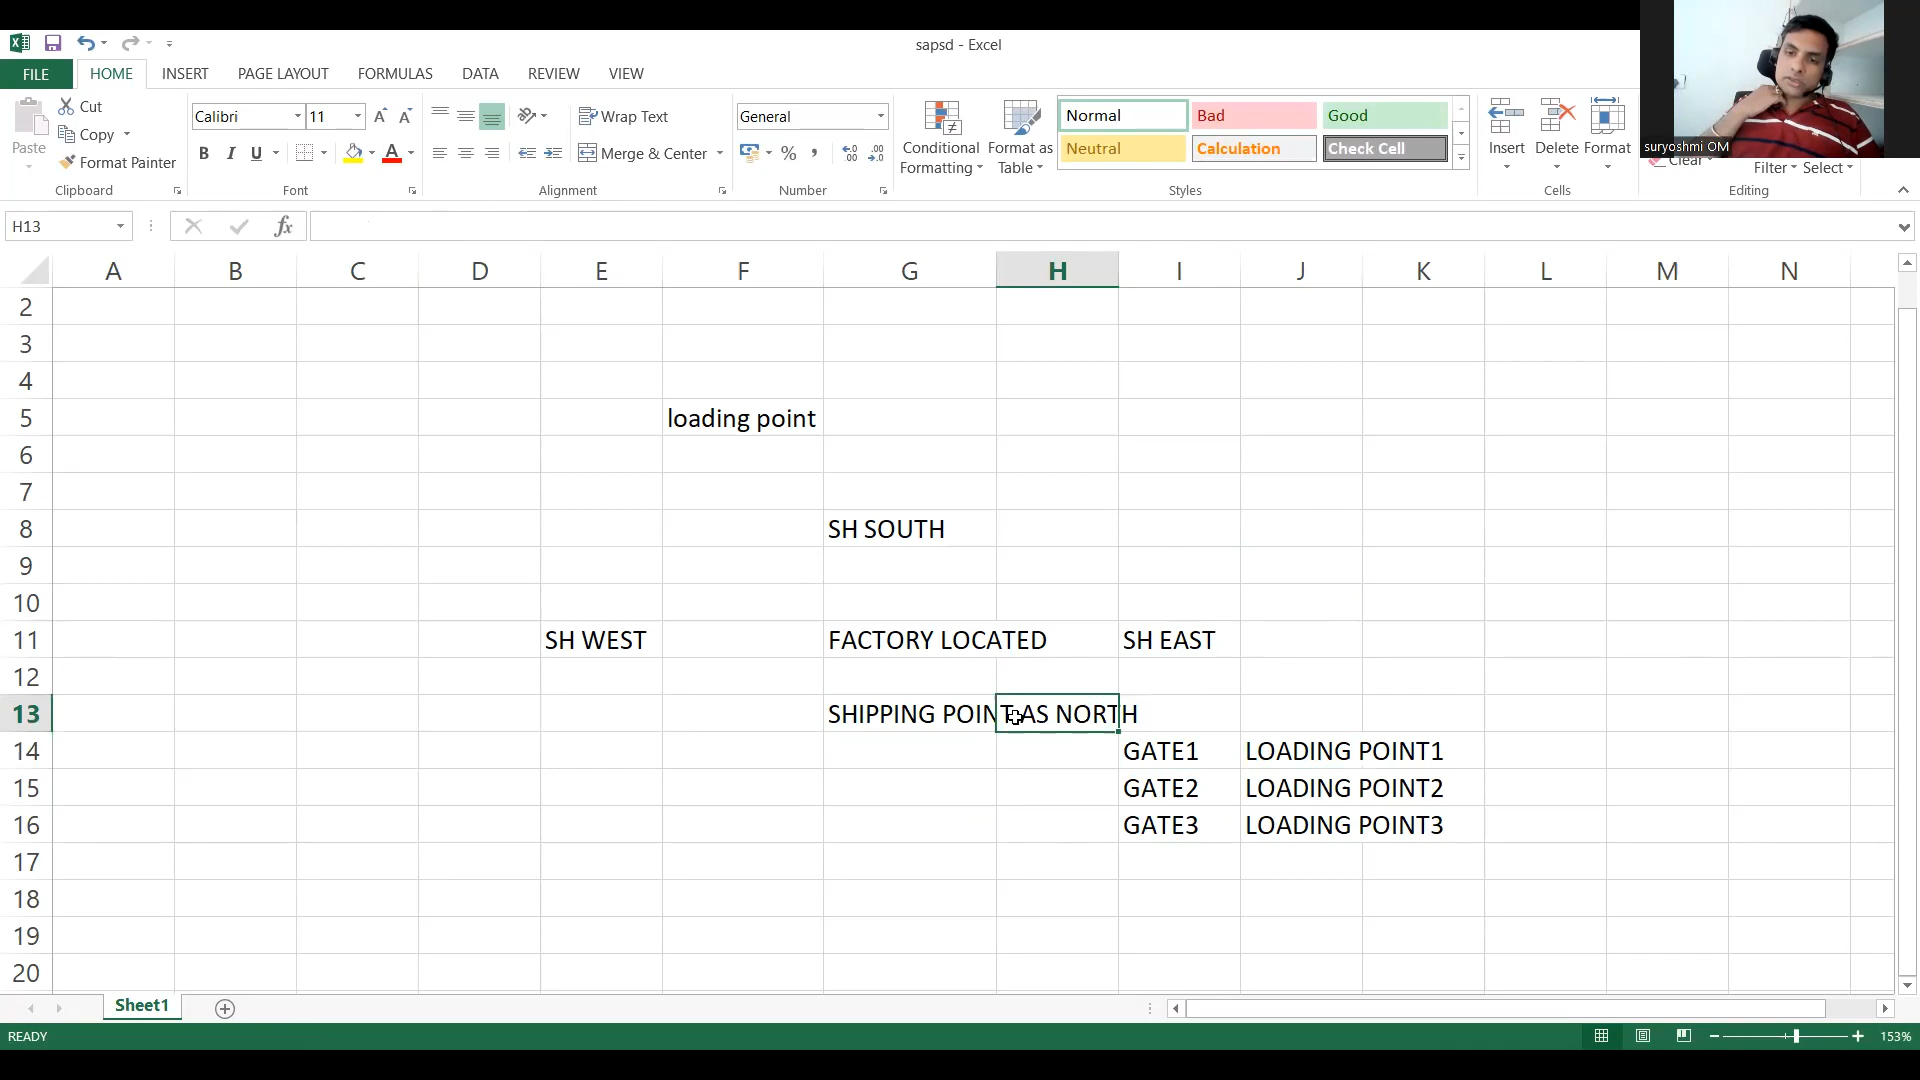 sapsd - Excel
FILE HOME INSERT PAGE LAYOUT FORMULAS DATA REVIEW VIEW
Paste
Cut
Copy
Format Painter
Clipboard
Calibri 11
B I U
Font
Wrap Text
Merge & Center
Alignment
General
% ,
Number
Conditional Formatting
Format as Table
Normal Bad Good
Neutral Calculation Check Cell
Styles
Insert Delete Format
Cells
Clear
Filter Select
Editing
suryoshmi OM
H13
fx
A B C D E F G H I J K L M N
2
3
4
5 loading point
6
7
8 SH SOUTH
9
10
11 SH WEST FACTORY LOCATED SH EAST
12
13 SHIPPING POINT AS NORTH
14 GATE1 LOADING POINT1
15 GATE2 LOADING POINT2
16 GATE3 LOADING POINT3
17
18
19
20
Sheet1
READY
153%